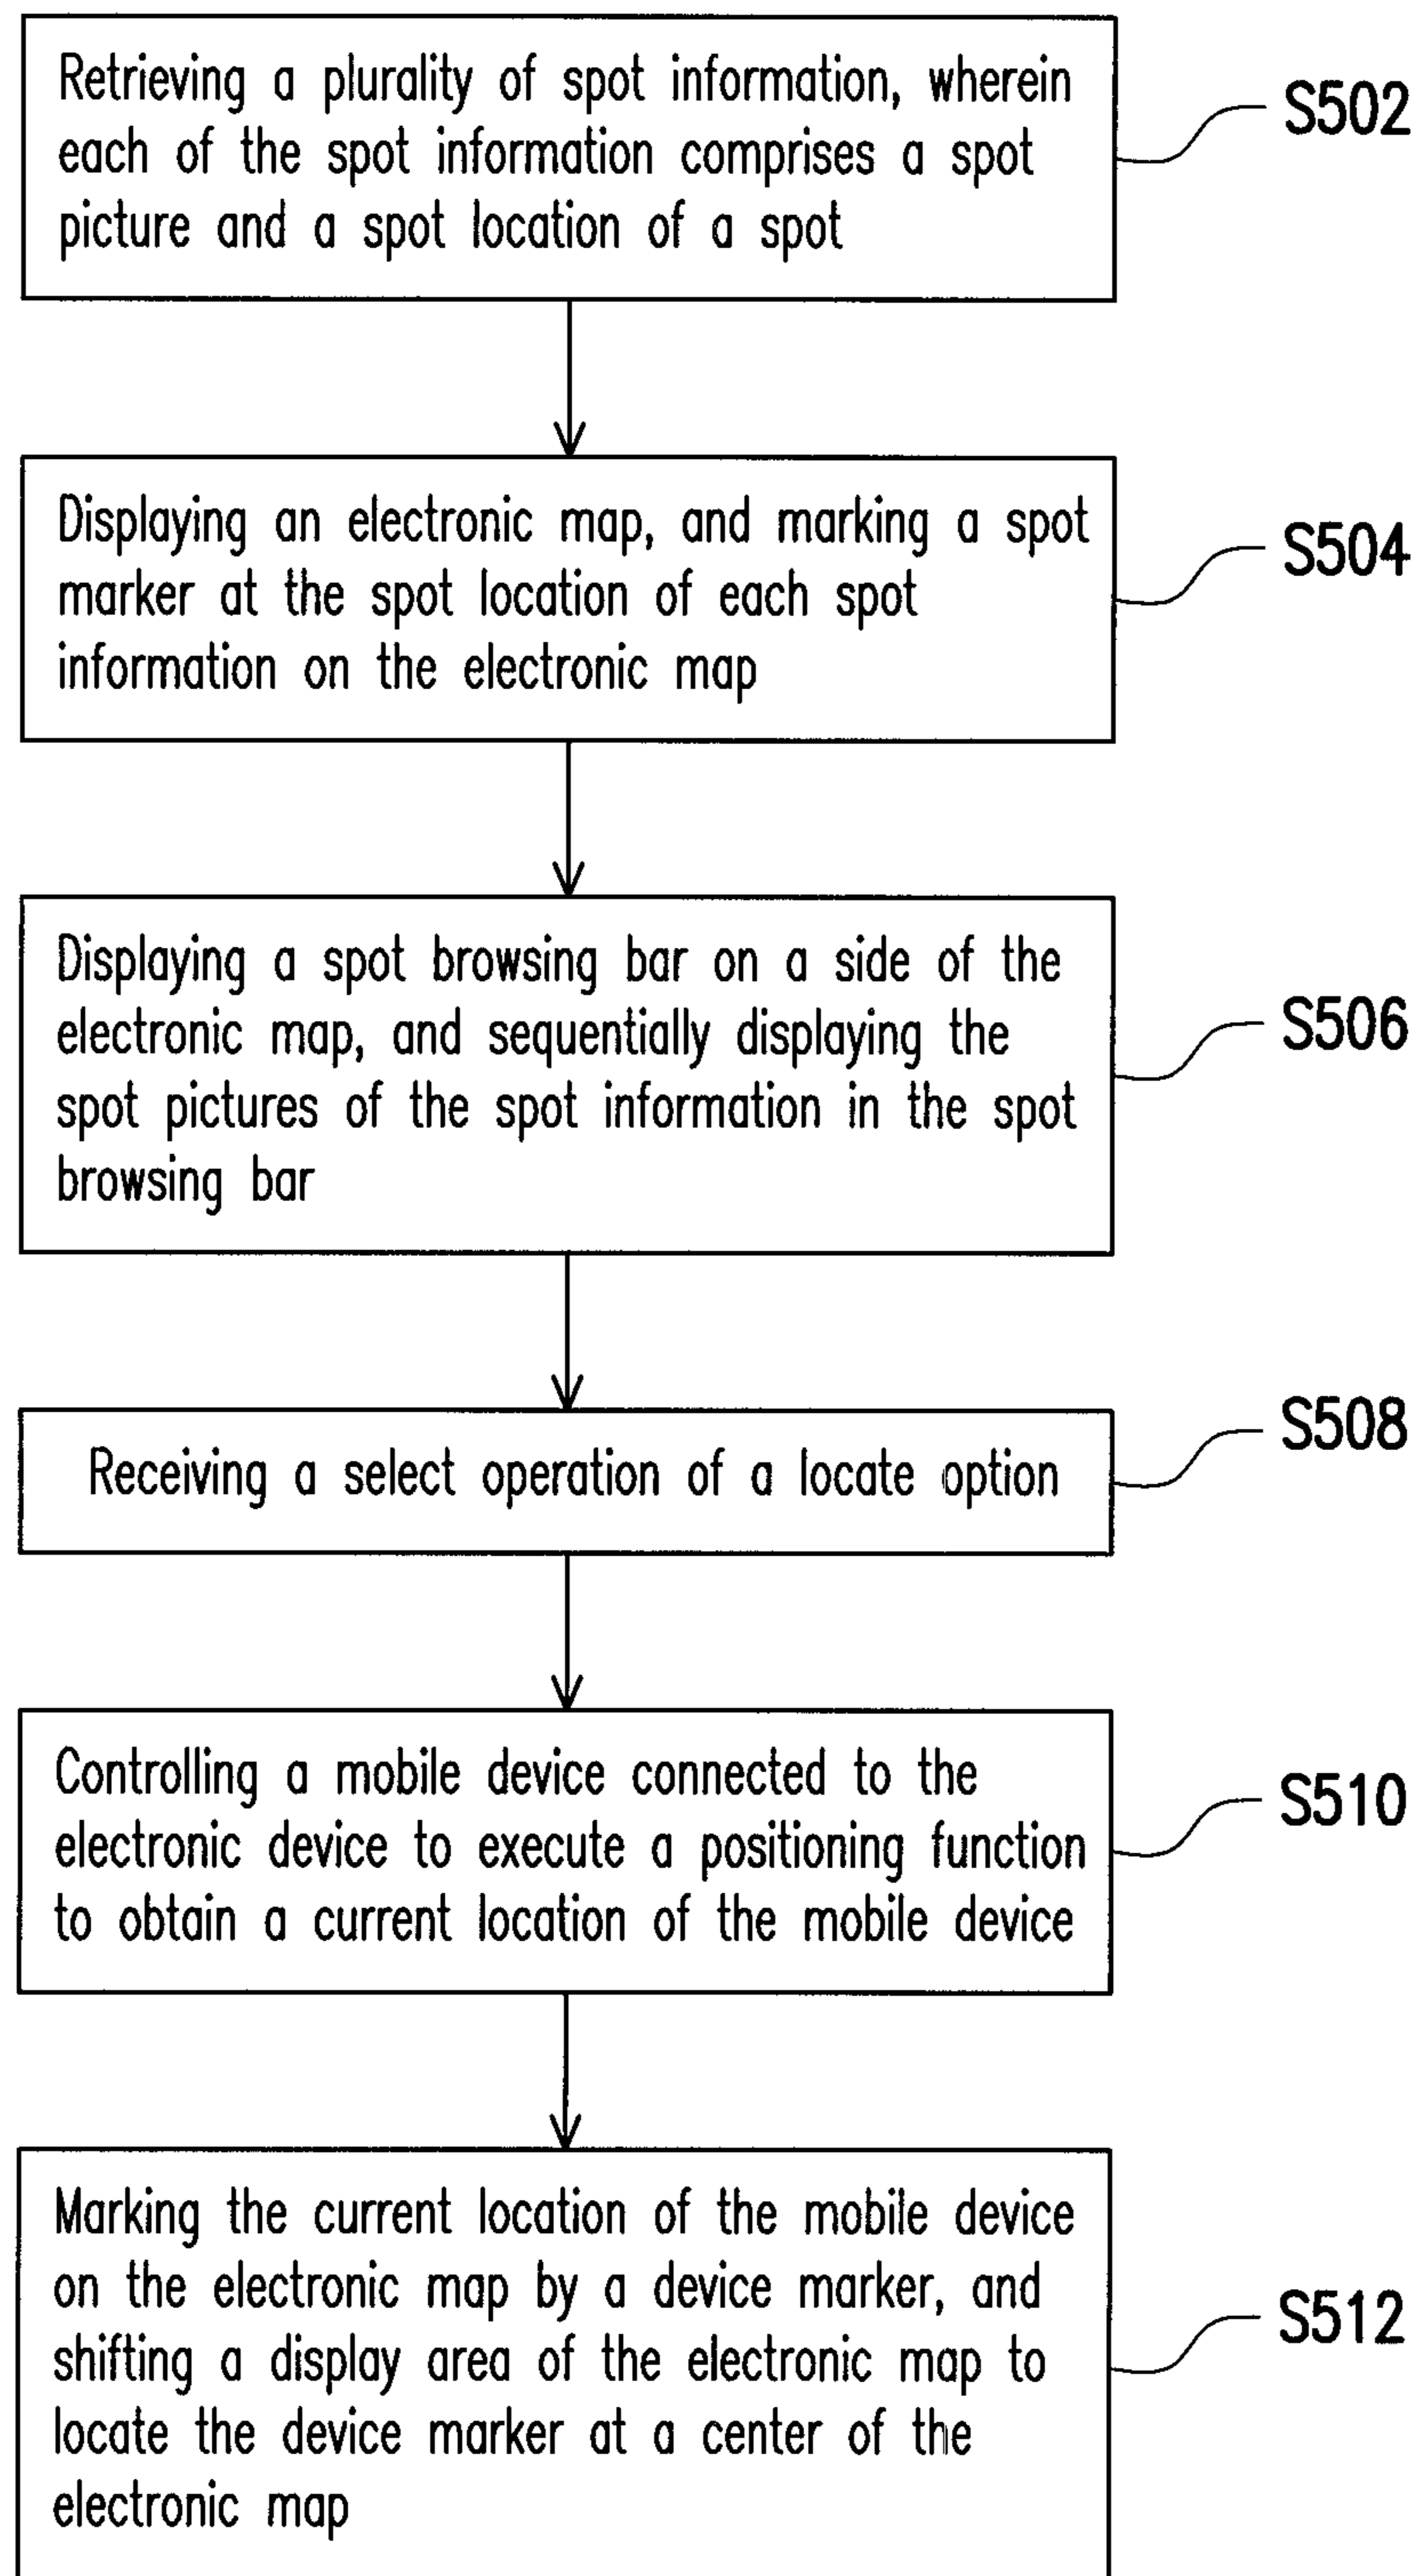 Retrieving a plurality of spot information, wherein
each of the spot information comprises a spot
picture and a spot location of a spot
S502
Displaying an electronic map, and marking a spot
marker at the spot location of each spot
information on the electronic map
S504
Displaying a spot browsing bar on a side of the
electronic map, and sequentially displaying the
spot pictures of the spot information in the spot
browsing bar
S506
Receiving a select operation of a locate option
S508
Controlling a mobile device connected to the
electronic device to execute a positioning function
to obtain a current location of the mobile device
S510
Marking the current location of the mobile device
on the electronic map by a device marker, and
shifting a display area of the electronic map to
locate the device marker at a center of the
electronic map
S512